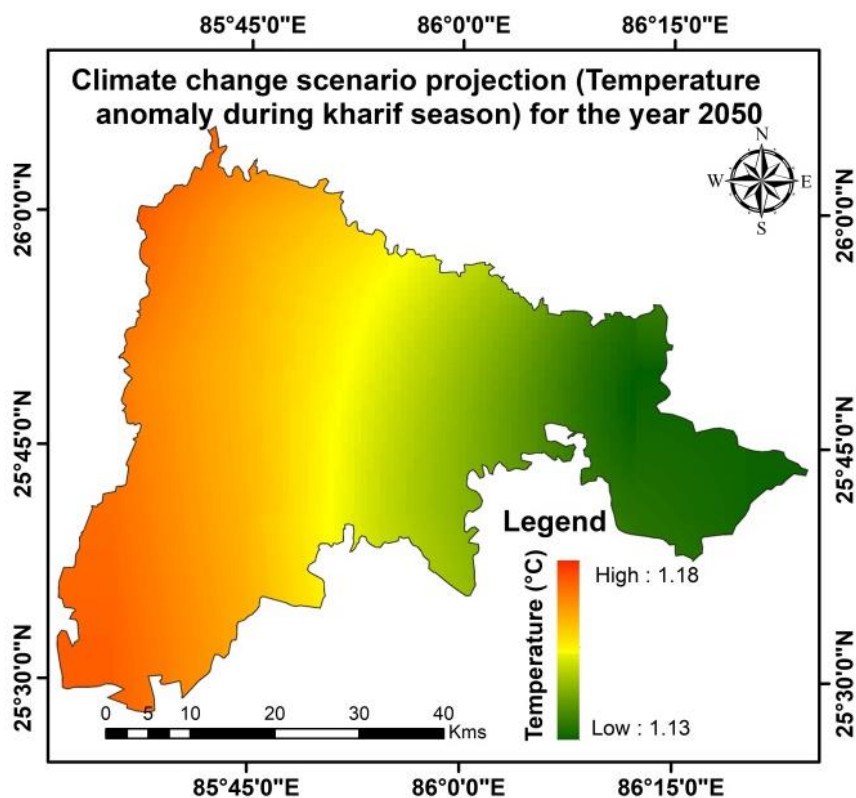 85°45'0"E 86°0'0"E 86°15'0"E
Climate change scenario projection (Temperature
anomaly during kharif season) for the year 2050
N
W E
S
26°0'0"N 26°0'0"N
25°45'0"N 25°45'0"N
Legend
Temperature (°C)
High : 1.18
Low : 1.13
25°30'0"N 25°30'0"N
0 5 10 20 30 40
Kms
85°45'0"E 86°0'0"E 86°15'0"E